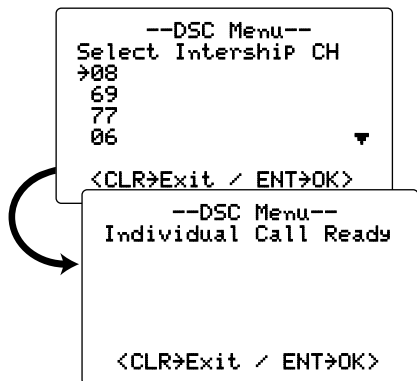 --DSC Menu--
Select Intership CH
→08
69
77
06 ▼
<CLR→Exit / ENT→OK>
--DSC Menu--
Individual Call Ready
<CLR→Exit / ENT→OK>